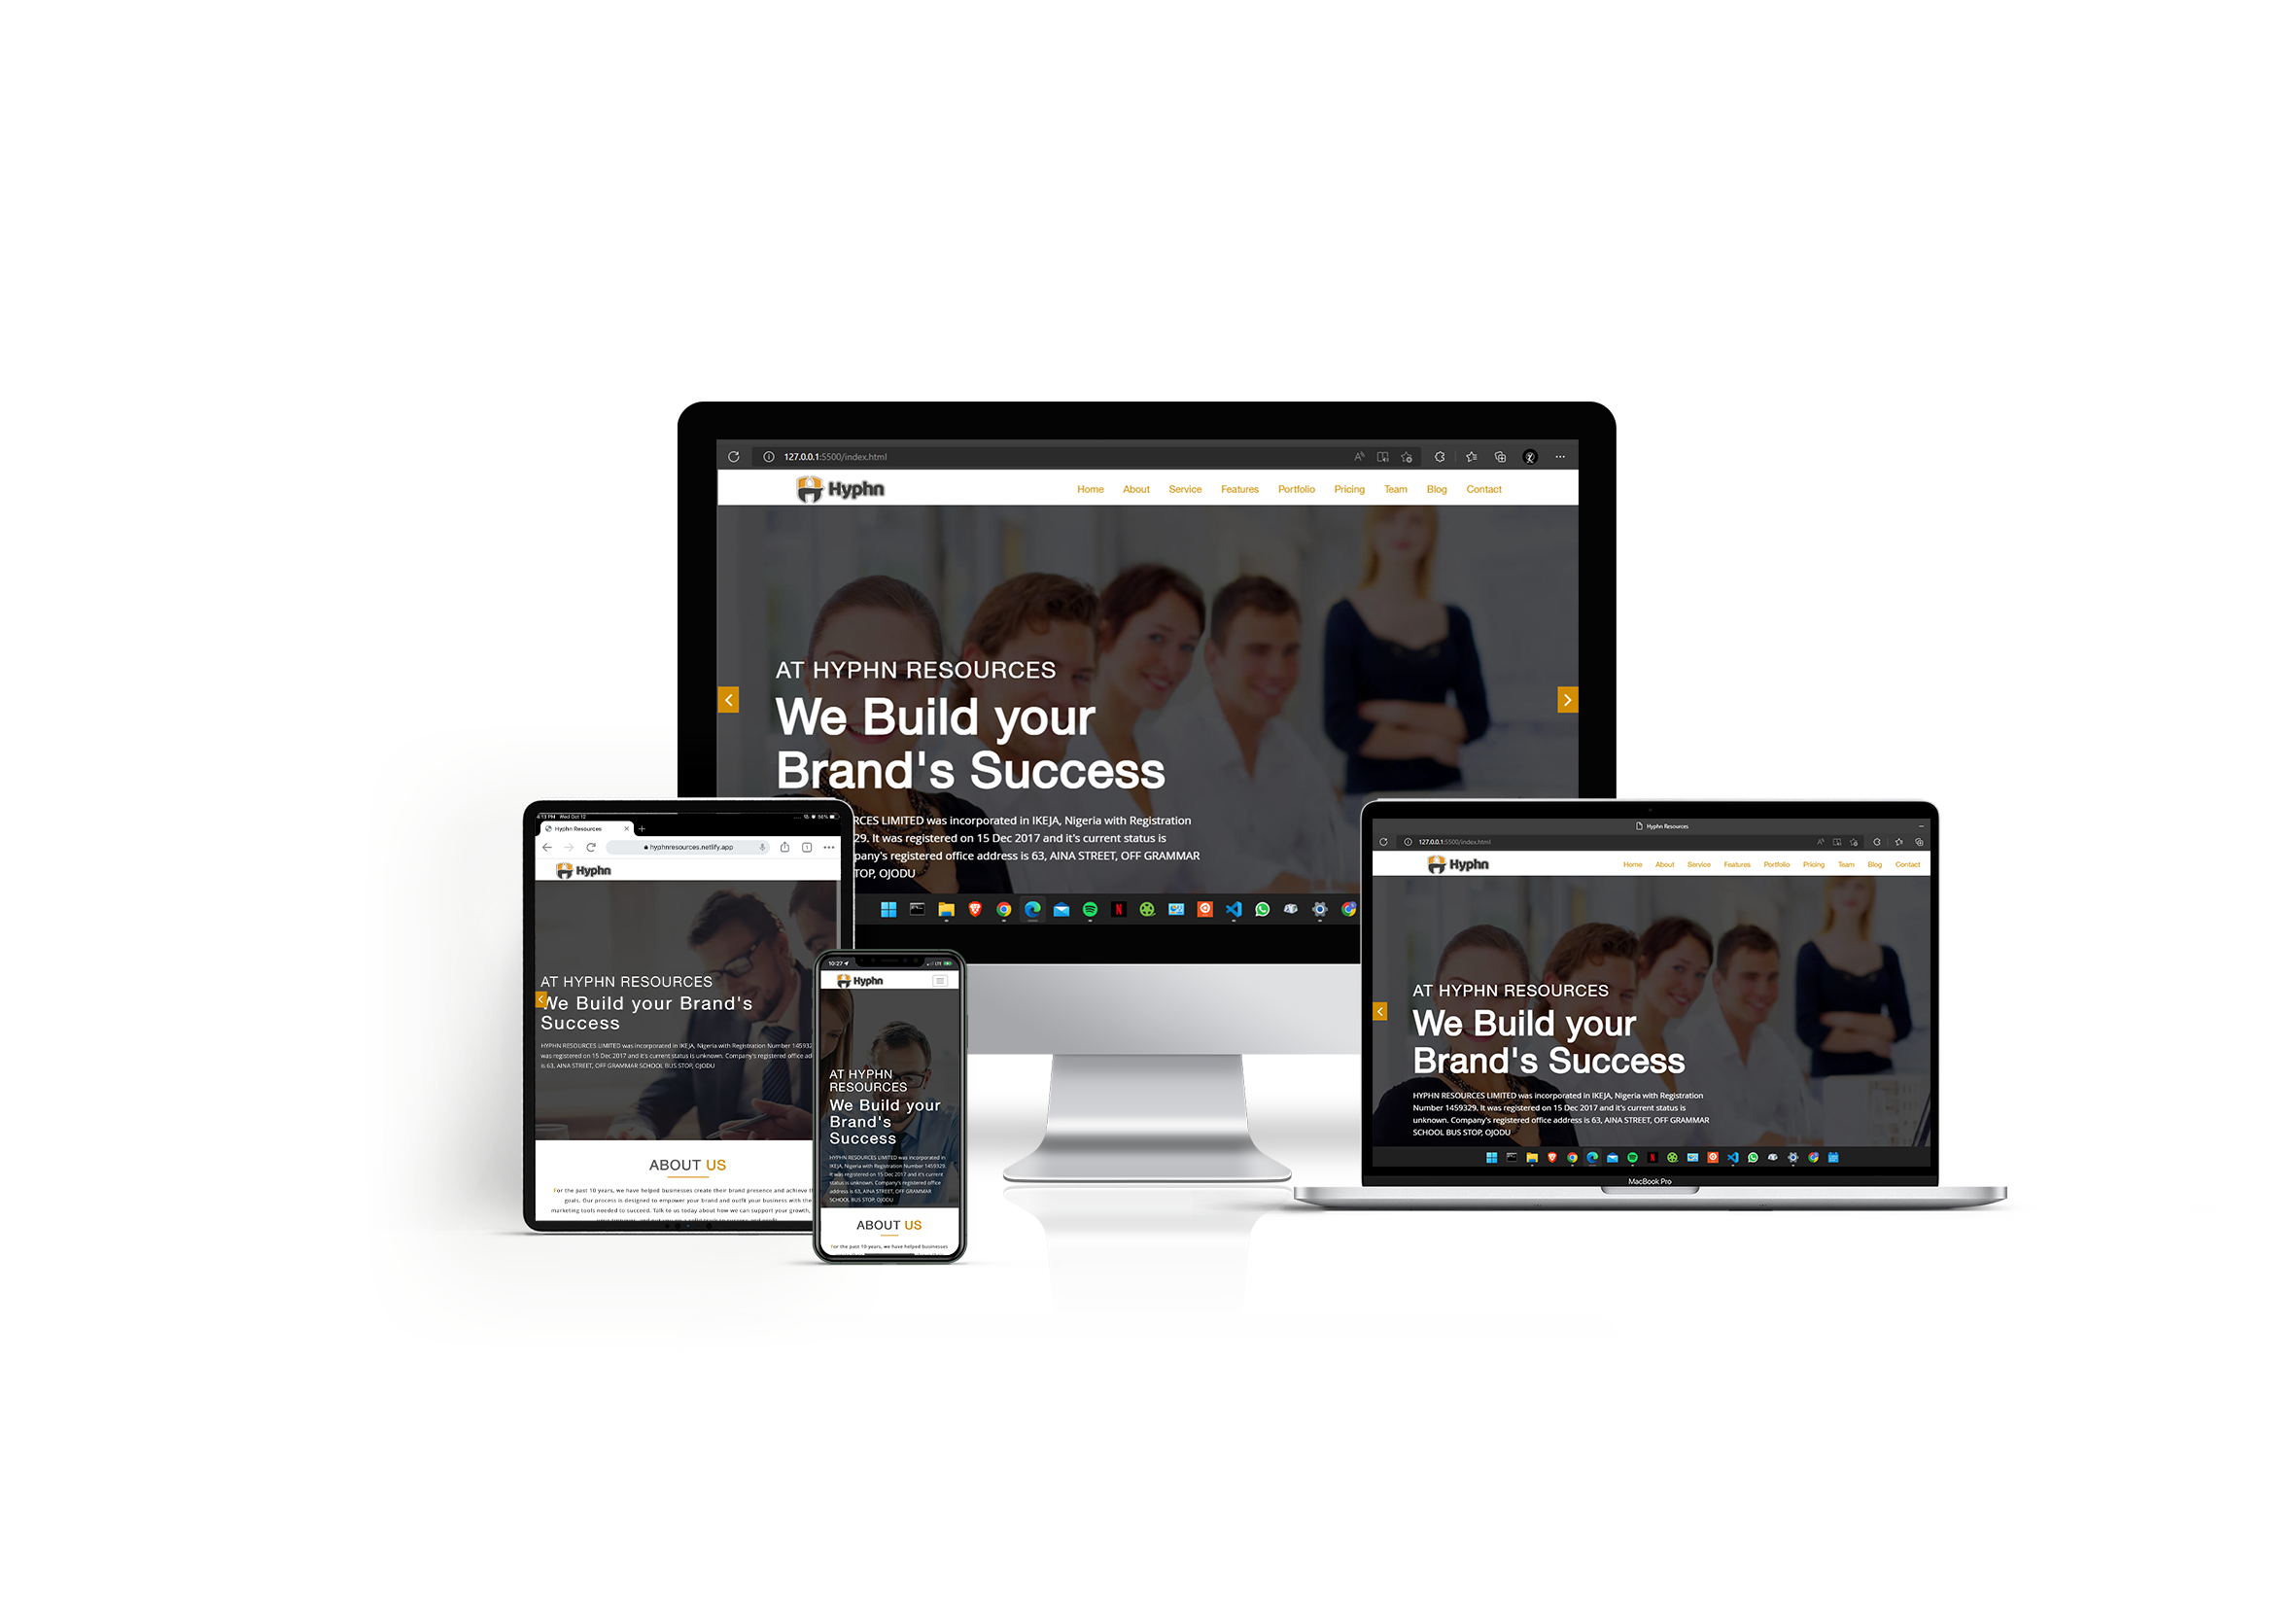 127.0.0.1:5500/index.html
Hyphn
Home About Service Features Portfolio Pricing Team Blog Contact
AT HYPHN RESOURCES
We Build your
Brand's Success
RCES LIMITED was incorporated in IKEJA, Nigeria with Registration
29. It was registered on 15 Dec 2017 and it's current status is
pany's registered office address is 63, AINA STREET, OFF GRAMMAR
TOP, OJODU
4:13 PM Wed Oct 12
Hyphn Resources
hyphnresources.netlify.app
Hyphn
AT HYPHN RESOURCES
We Build your Brand's
Success
HYPHN RESOURCES LIMITED was incorporated in IKEJA, Nigeria with Registration Number 1459329
was registered on 15 Dec 2017 and it's current status is unknown. Company's registered office ad
is 63, AINA STREET, OFF GRAMMAR SCHOOL BUS STOP, OJODU
ABOUT US
For the past 10 years, we have helped businesses create their brand presence and achieve t
goals. Our process is designed to empower your brand and outfit your business with the
marketing tools needed to succeed. Talk to us today about how we can support your growth,
10:27
LTE
Hyphn
AT HYPHN
RESOURCES
We Build your
Brand's
Success
HYPHN RESOURCES LIMITED was incorporated in
IKEJA, Nigeria with Registration Number 1459329.
It was registered on 15 Dec 2017 and it's current
status is unknown. Company's registered office
address is 63, AINA STREET, OFF GRAMMAR
SCHOOL BUS STOP, OJODU
ABOUT US
For the past 10 years, we have helped businesses
Hyphn Resources
127.0.0.1:5500/index.html
Hyphn
Home About Service Features Portfolio Pricing Team Blog Contact
AT HYPHN RESOURCES
We Build your
Brand's Success
HYPHN RESOURCES LIMITED was incorporated in IKEJA, Nigeria with Registration
Number 1459329. It was registered on 15 Dec 2017 and it's current status is
unknown. Company's registered office address is 63, AINA STREET, OFF GRAMMAR
SCHOOL BUS STOP, OJODU
MacBook Pro